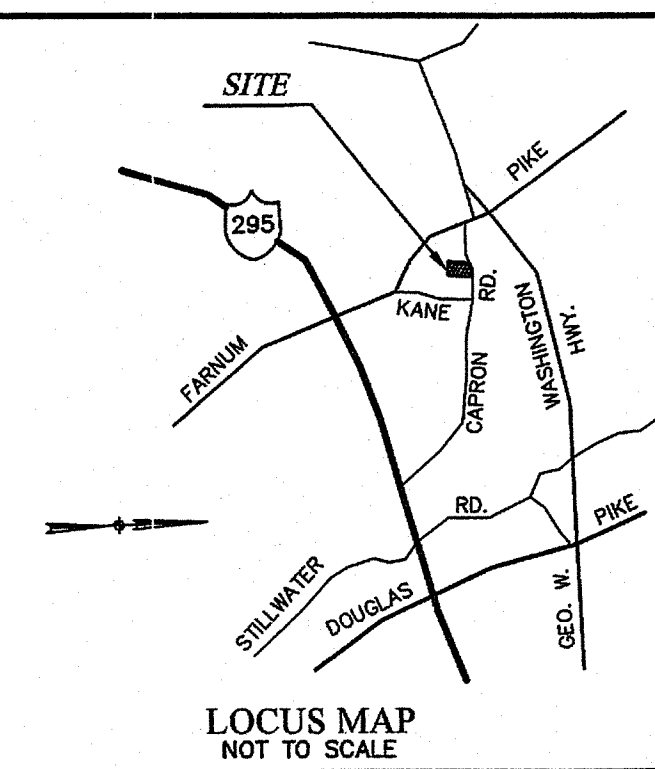 SITE
295
PIKE
KANE
RD.
FARNUM
CAPRON
WASHINGTON
HWY.
RD.
PIKE
STILLWATER
DOUGLAS
GEO. W.
LOCUS MAP
NOT TO SCALE